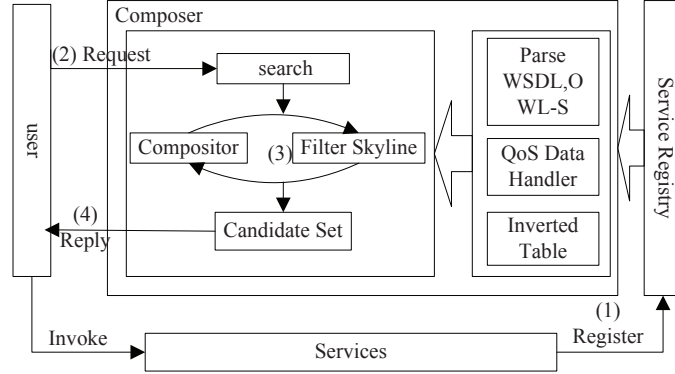 Composer
(2) Request
search
Compositor
(3)
Filter Skyline
(4)
Reply
Candidate Set
user
Parse
WSDL,O
WL-S
QoS Data
Handler
Inverted
Table
Service Registry
(1)
Register
Invoke
Services